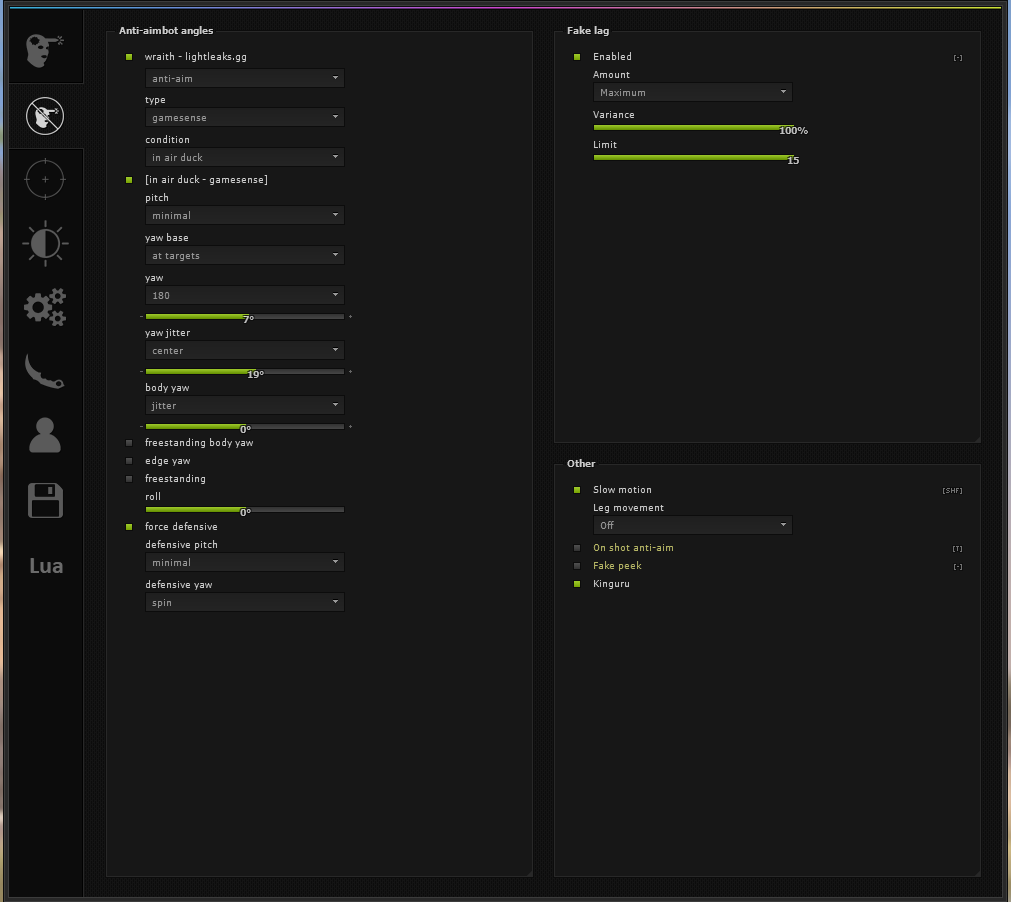 Lua
Anti-aimbot angles
wraith - lightleaks.gg
anti-aim
type
gamesense
condition
in air duck
[in air duck - gamesense]
pitch
minimal
yaw base
at targets
yaw
180
7°
yaw jitter
center
19°
body yaw
jitter
0°
freestanding body yaw
edge yaw
freestanding
roll
0°
force defensive
defensive pitch
minimal
defensive yaw
spin
Fake lag
Enabled [-]
Amount
Maximum
Variance
100%
Limit
15
Other
Slow motion [SHF]
Leg movement
Off
On shot anti-aim [T]
Fake peek [-]
Kinguru